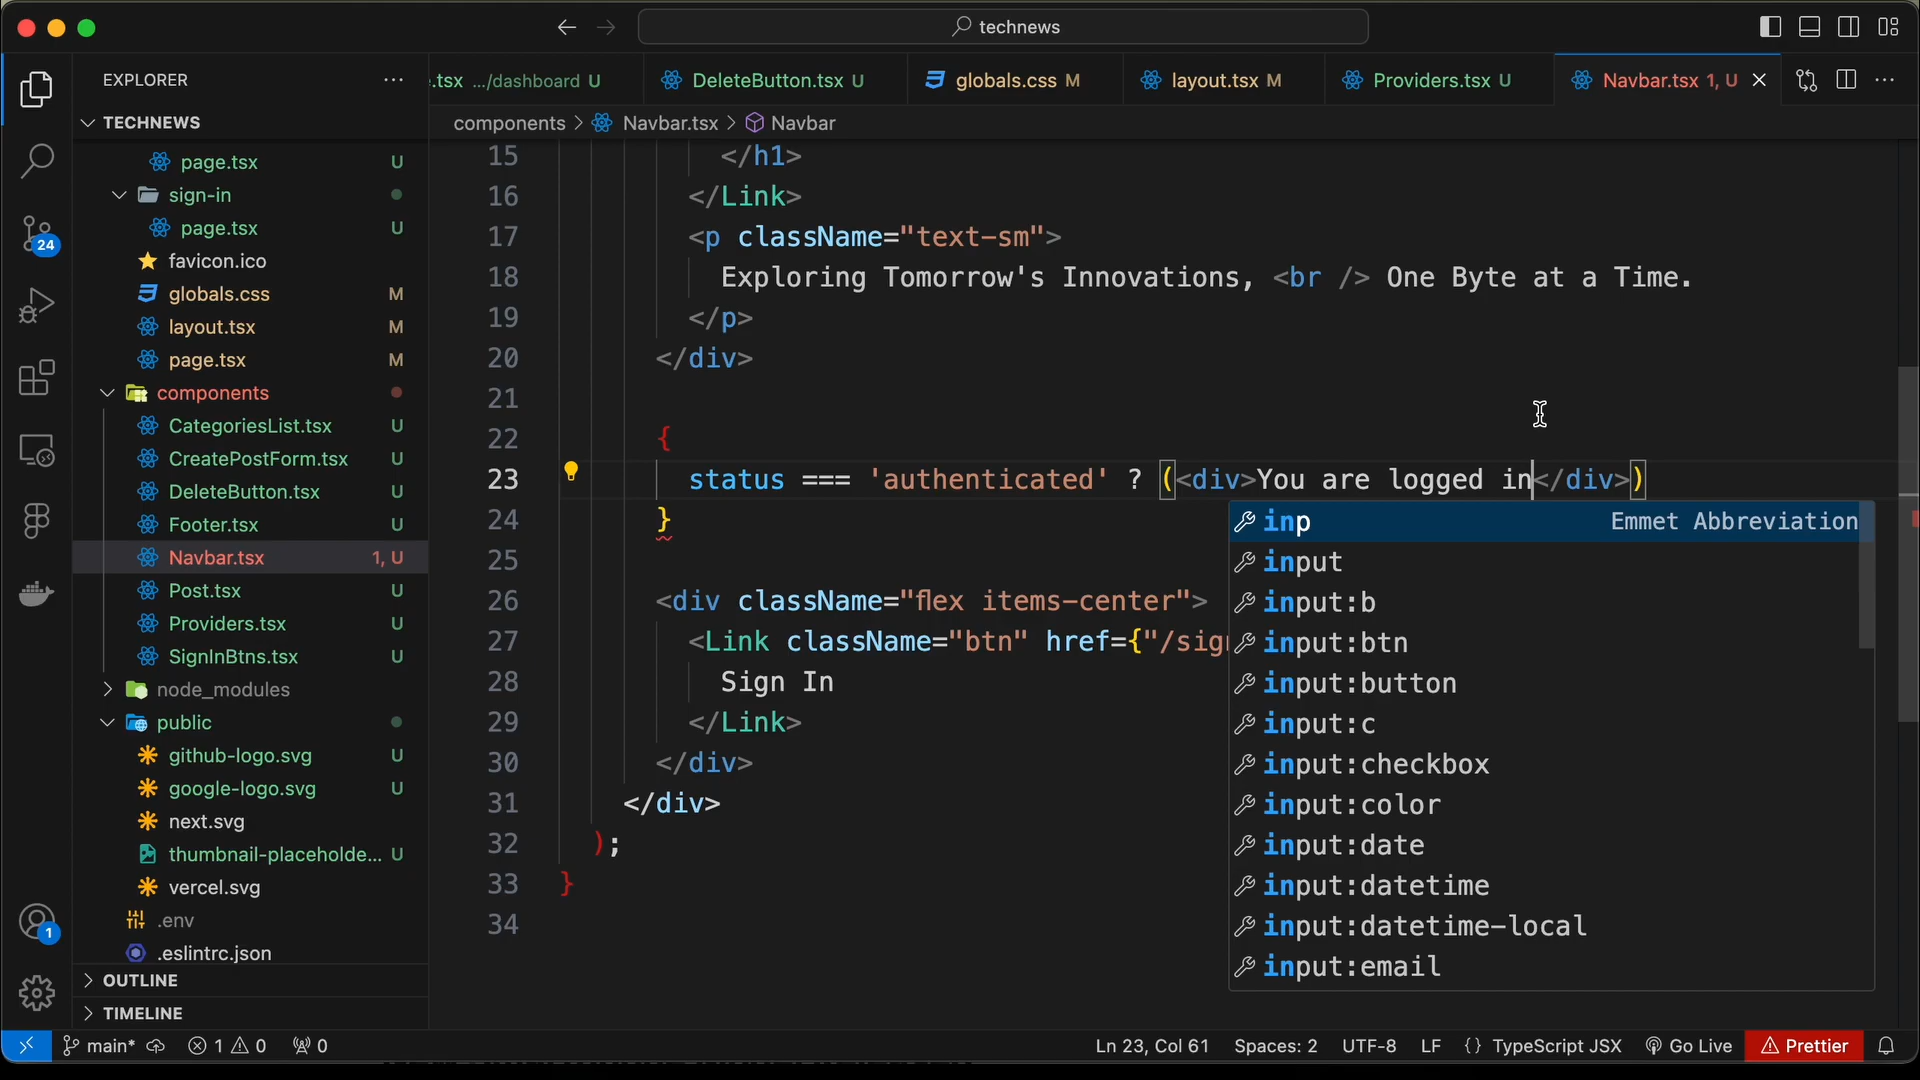 technews
EXPLORER
TECHNEWS
page.tsx U
sign-in
page.tsx U
favicon.ico
globals.css M
layout.tsx M
page.tsx M
components
CategoriesList.tsx U
CreatePostForm.tsx U
DeleteButton.tsx U
Footer.tsx U
Navbar.tsx 1, U
Post.tsx U
Providers.tsx U
SignInBtns.tsx U
node_modules
public
github-logo.svg U
google-logo.svg U
next.svg
thumbnail-placeholde... U
vercel.svg
.env
.eslintrc.json
OUTLINE
TIMELINE
24
1
e.tsx .../dashboard U
DeleteButton.tsx U
globals.css M
layout.tsx M
Providers.tsx U
Navbar.tsx 1, U
components > Navbar.tsx > Navbar
15 </h1>
16 </Link>
17 <p className="text-sm">
18 Exploring Tomorrow's Innovations, <br /> One Byte at a Time.
19 </p>
20 </div>
21
22 {
23 status === 'authenticated' ? (<div>You are logged in</div>)
24 }
25
26 <div className="flex items-center">
27 <Link className="btn" href={"/sign
28 Sign In
29 </Link>
30 </div>
31 </div>
32 );
33 }
34
inp Emmet Abbreviation
input
input:b
input:btn
input:button
input:c
input:checkbox
input:color
input:date
input:datetime
input:datetime-local
input:email
main* 1 0 0
Ln 23, Col 61 Spaces: 2 UTF-8 LF {} TypeScript JSX Go Live Prettier